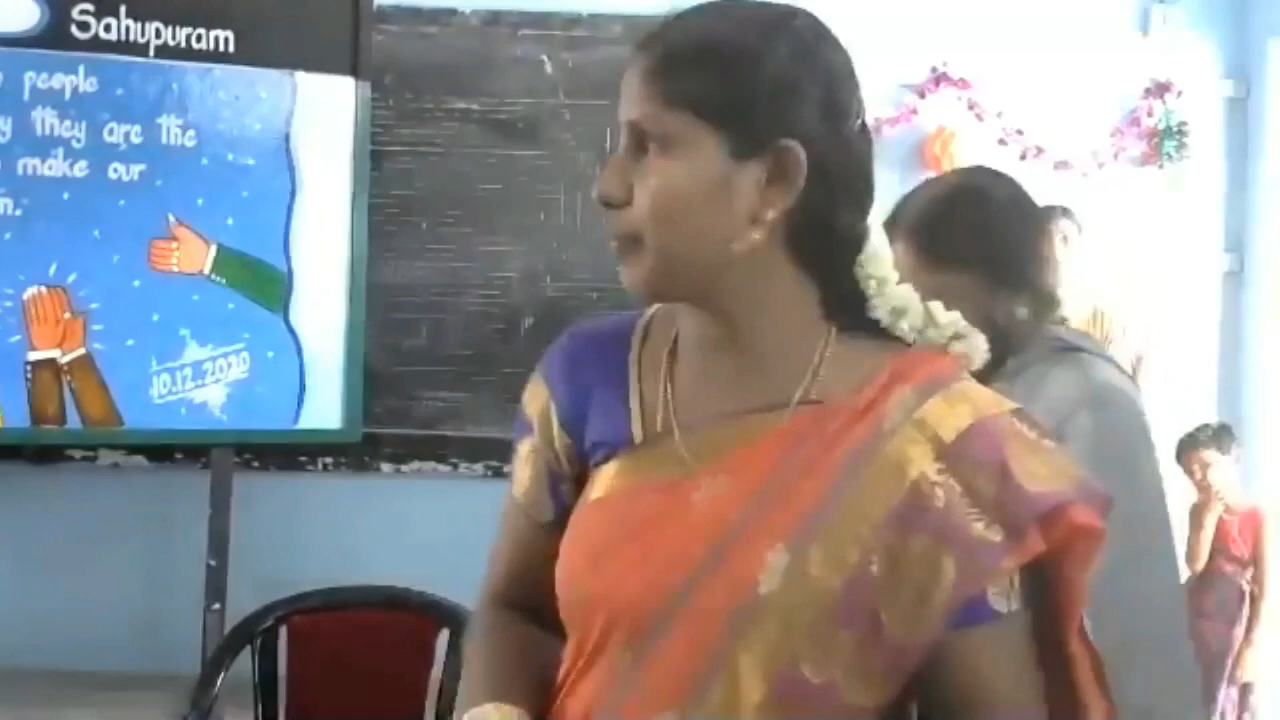 Sahupuram
people
they are the
make our
10.12.2020